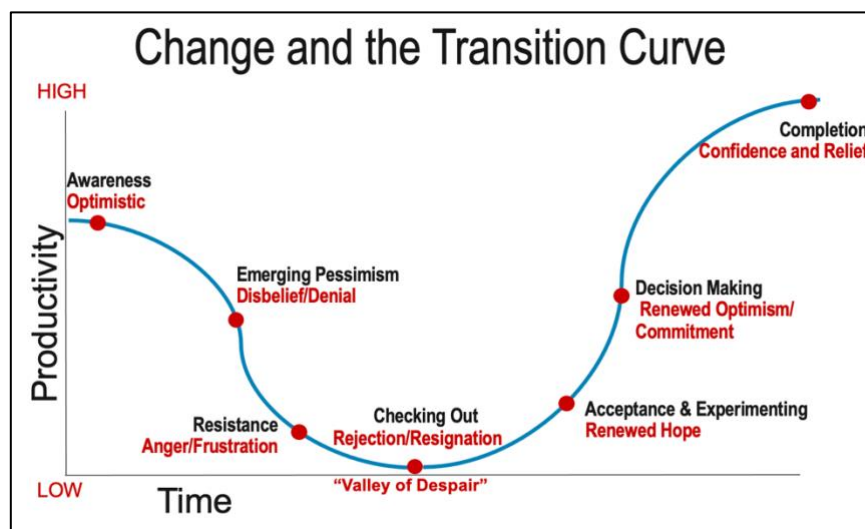 Change and the Transition Curve
HIGH
Productivity
Awareness
Optimistic
Emerging Pessimism
Disbelief/Denial
Resistance
Anger/Frustration
Checking Out
Rejection/Resignation
"Valley of Despair"
Acceptance & Experimenting
Renewed Hope
Decision Making
Renewed Optimism/
Commitment
Completion
Confidence and Relief
LOW
Time